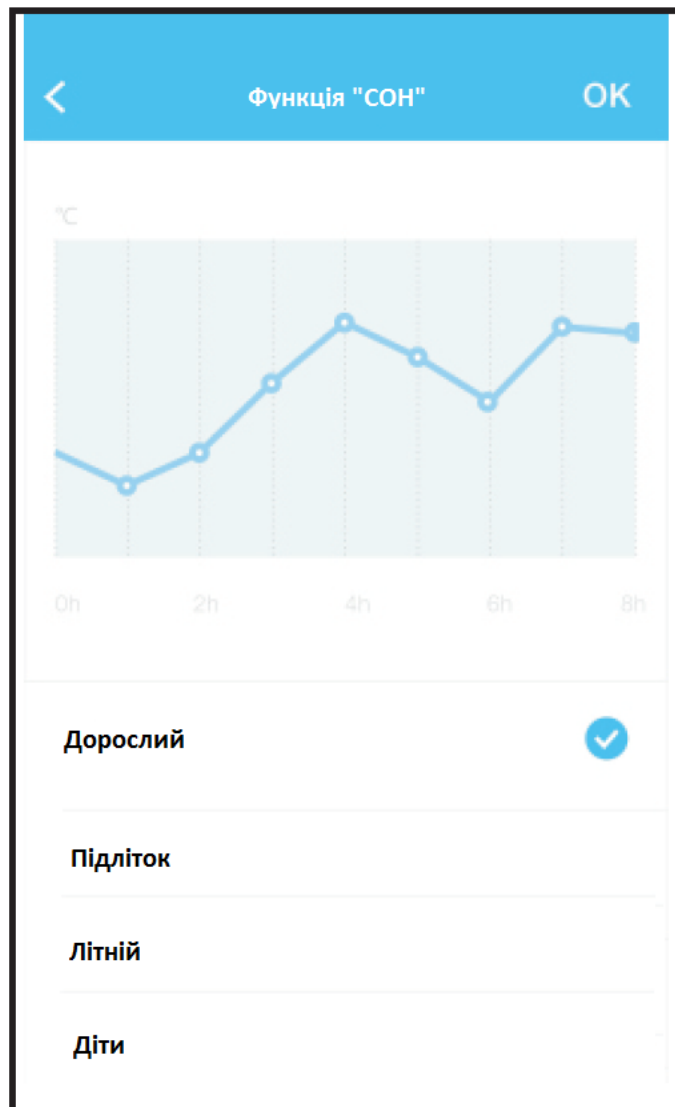 Функція "СОН" OK
°C
0h 2h 4h 6h 8h
Дорослий
Підліток
Літній
Діти